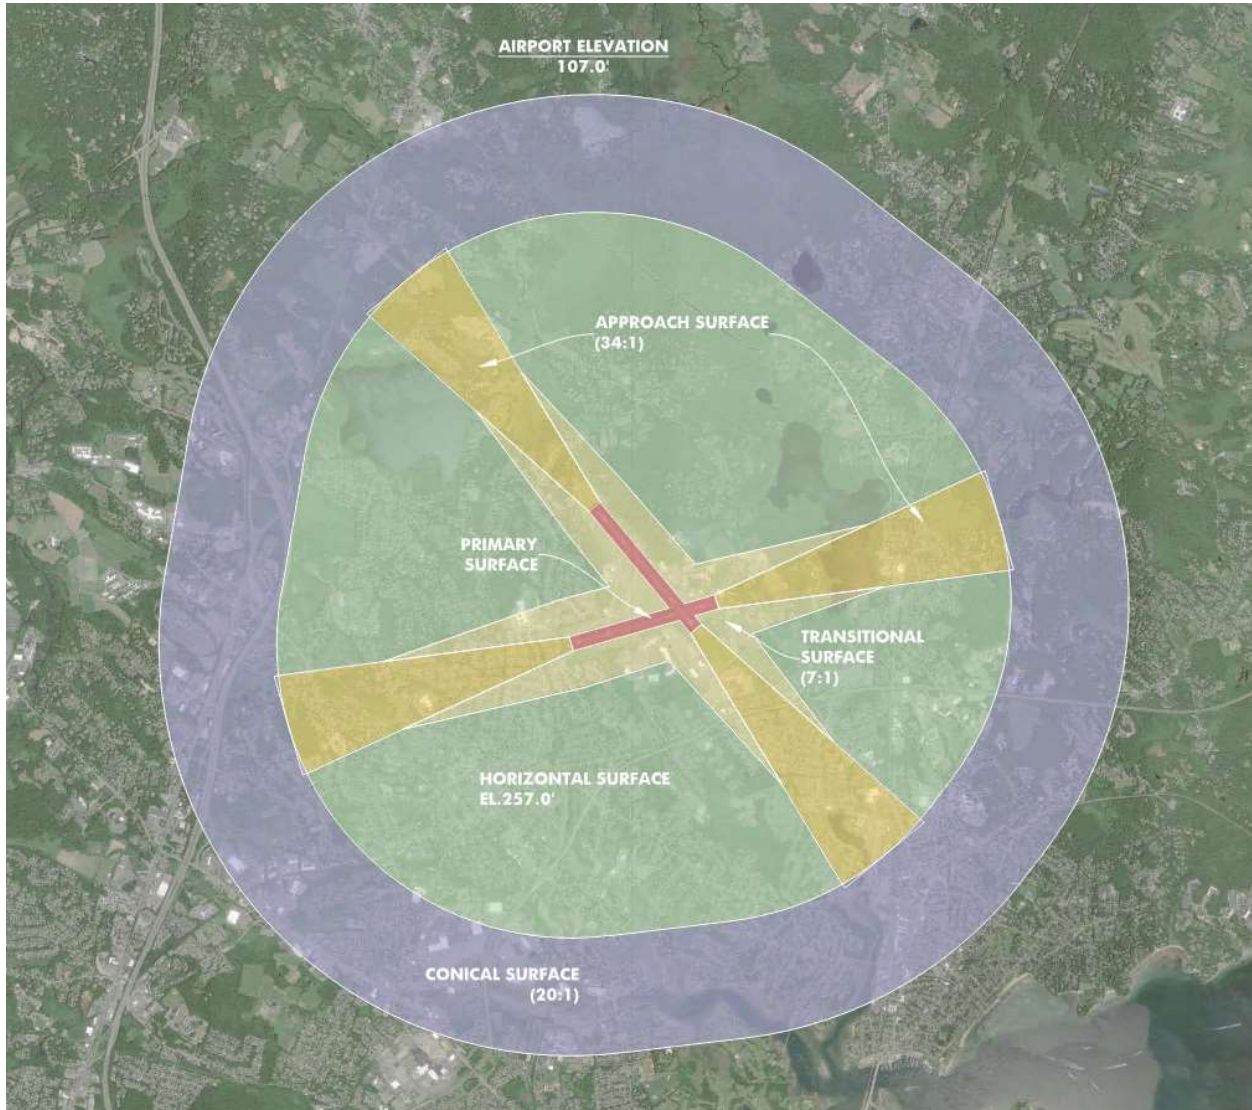 AIRPORT ELEVATION
107.0'
APPROACH SURFACE
(34:1)
PRIMARY
SURFACE
TRANSITIONAL
SURFACE
(7:1)
HORIZONTAL SURFACE
EL.257.0'
CONICAL SURFACE
(20:1)